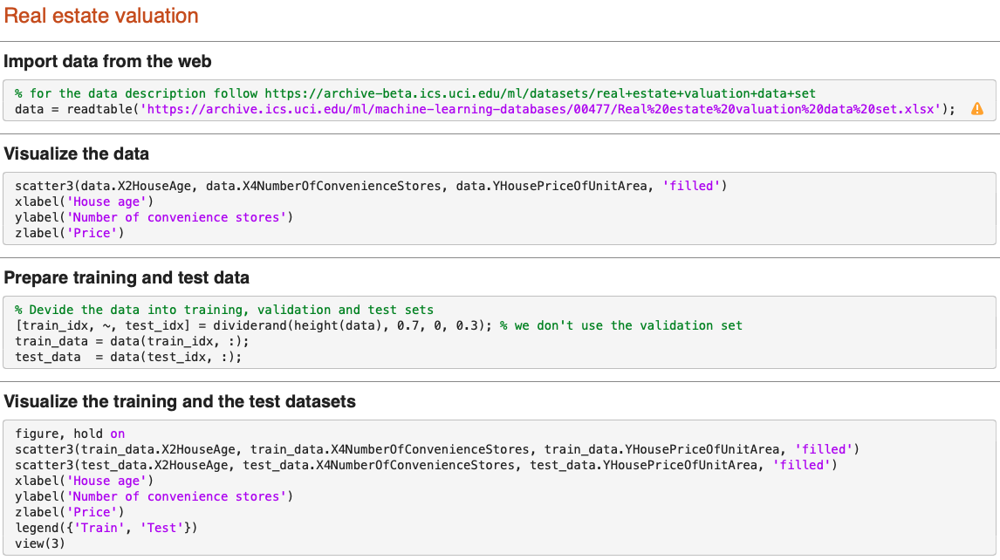 Real estate valuation
Import data from the web
% for the data description follow https://archive-beta.ics.uci.edu/ml/datasets/real+estate+valuation+data+set
data = readtable('https://archive.ics.uci.edu/ml/machine-learning-databases/00477/Real%20estate%20valuation%20data%20set.xlsx');
Visualize the data
scatter3(data.X2HouseAge, data.X4NumberOfConvenienceStores, data.YHousePriceOfUnitArea, 'filled')
xlabel('House age')
ylabel('Number of convenience stores')
zlabel('Price')
Prepare training and test data
% Devide the data into training, validation and test sets
[train_idx, ~, test_idx] = dividerand(height(data), 0.7, 0, 0.3); % we don't use the validation set
train_data = data(train_idx, :);
test_data  = data(test_idx, :);
Visualize the training and the test datasets
figure, hold on
scatter3(train_data.X2HouseAge, train_data.X4NumberOfConvenienceStores, train_data.YHousePriceOfUnitArea, 'filled')
scatter3(test_data.X2HouseAge, test_data.X4NumberOfConvenienceStores, test_data.YHousePriceOfUnitArea, 'filled')
xlabel('House age')
ylabel('Number of convenience stores')
zlabel('Price')
legend({'Train', 'Test'})
view(3)